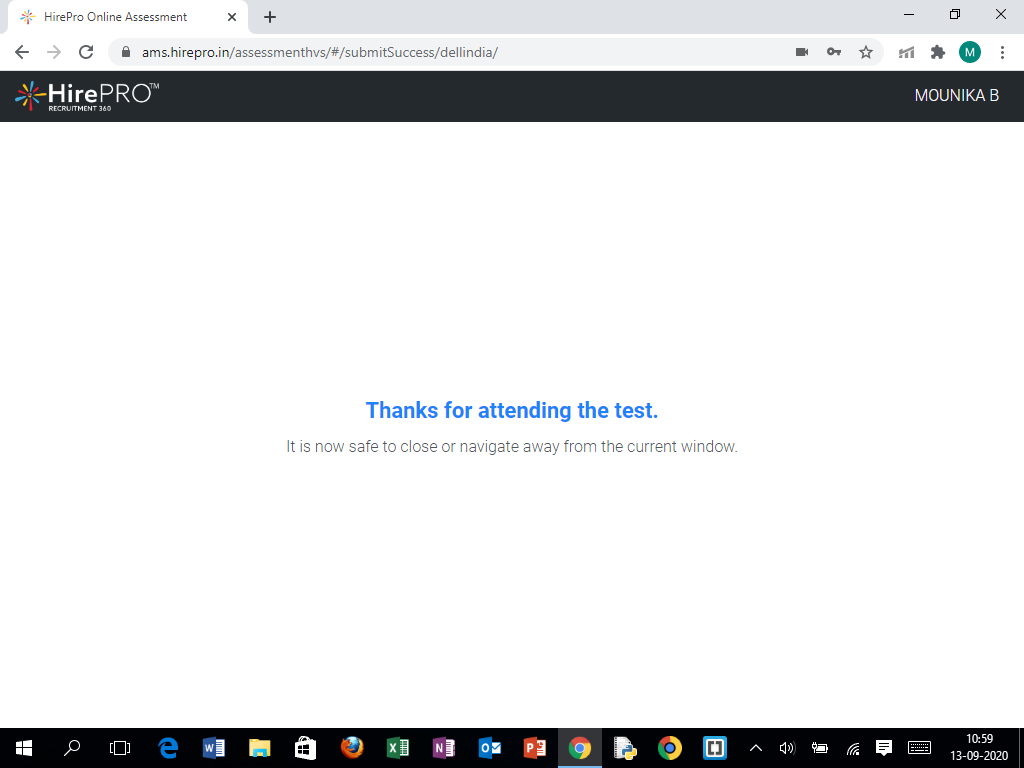 HirePro Online Assessment
ams.hirepro.in/assessmenthvs/#/submitSuccess/dellindia/
M
HirePRO™
RECRUITMENT 360
MOUNIKA B
Thanks for attending the test.
It is now safe to close or navigate away from the current window.
10:59
13-09-2020